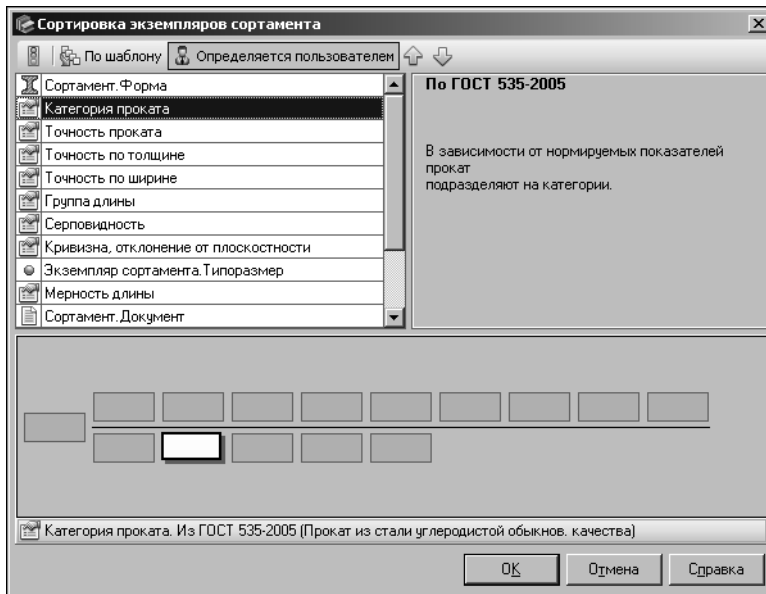 Сортировка экземпляров сортамента
По шаблону Определяется пользователем
Сортамент.Форма
Категория проката
Точность проката
Точность по толщине
Точность по ширине
Группа длины
Серповидность
Кривизна, отклонение от плоскостности
Экземпляр сортамента.Типоразмер
Мерность длины
Сортамент.Документ
По ГОСТ 535-2005
В зависимости от нормируемых показателей
прокат
подразделяют на категории.
Категория проката. Из ГОСТ 535-2005 (Прокат из стали углеродистой обыкнов. качества)
OK Отмена Справка